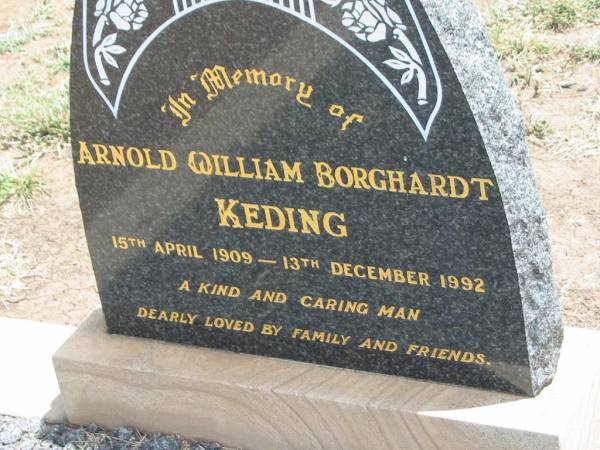 In Memory of
ARNOLD WILLIAM BORGHARDT
KEDING
15TH APRIL 1909 — 13TH DECEMBER 1992
A KIND AND CARING MAN
DEARLY LOVED BY FAMILY AND FRIENDS.